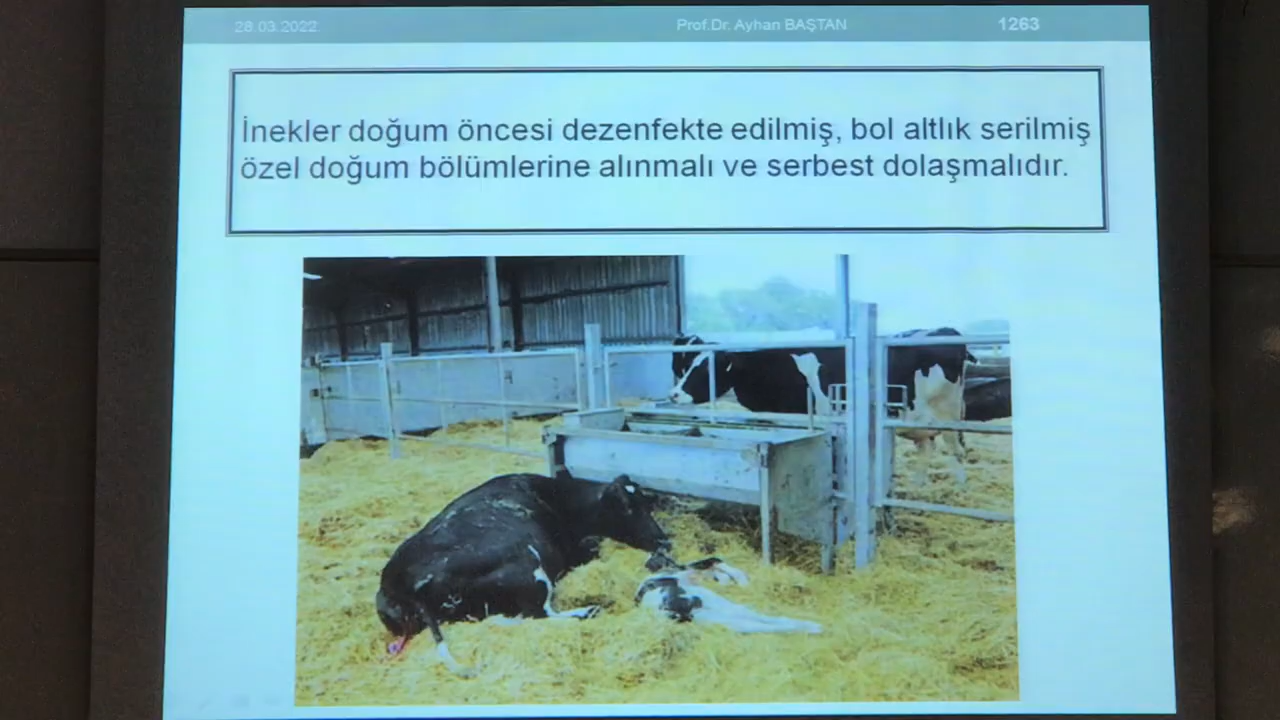 28.03.2022 Prof.Dr. Ayhan BAŞTAN 1263
İnekler doğum öncesi dezenfekte edilmiş, bol altlık serilmiş
özel doğum bölümlerine alınmalı ve serbest dolaşmalıdır.